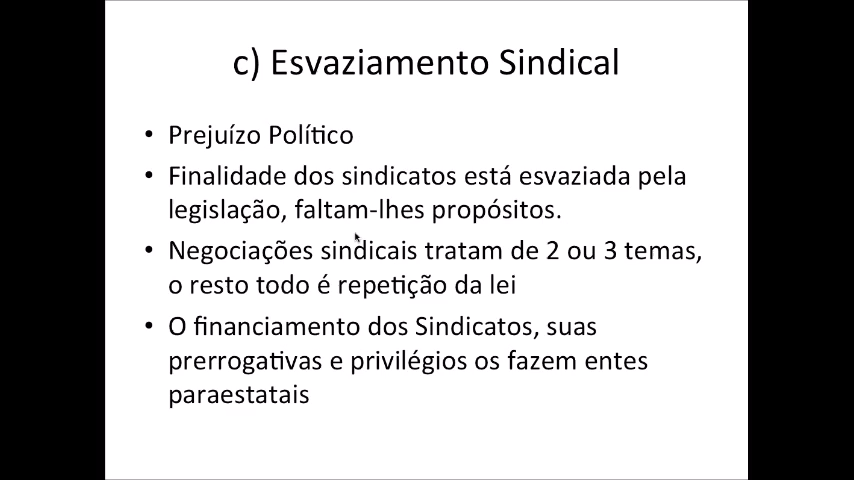 c) Esvaziamento Sindical
• Prejuízo Político
• Finalidade dos sindicatos está esvaziada pela
legislação, faltam-lhes propósitos.
• Negociações sindicais tratam de 2 ou 3 temas,
o resto todo é repetição da lei
• O financiamento dos Sindicatos, suas
prerrogativas e privilégios os fazem entes
paraestatais